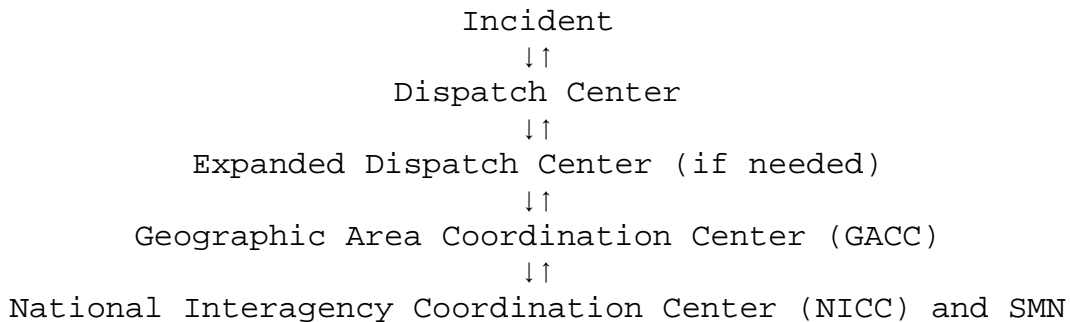 Incident
↓↑
Dispatch Center
↓↑
Expanded Dispatch Center (if needed)
↓↑
Geographic Area Coordination Center (GACC)
↓↑
National Interagency Coordination Center (NICC) and SMN